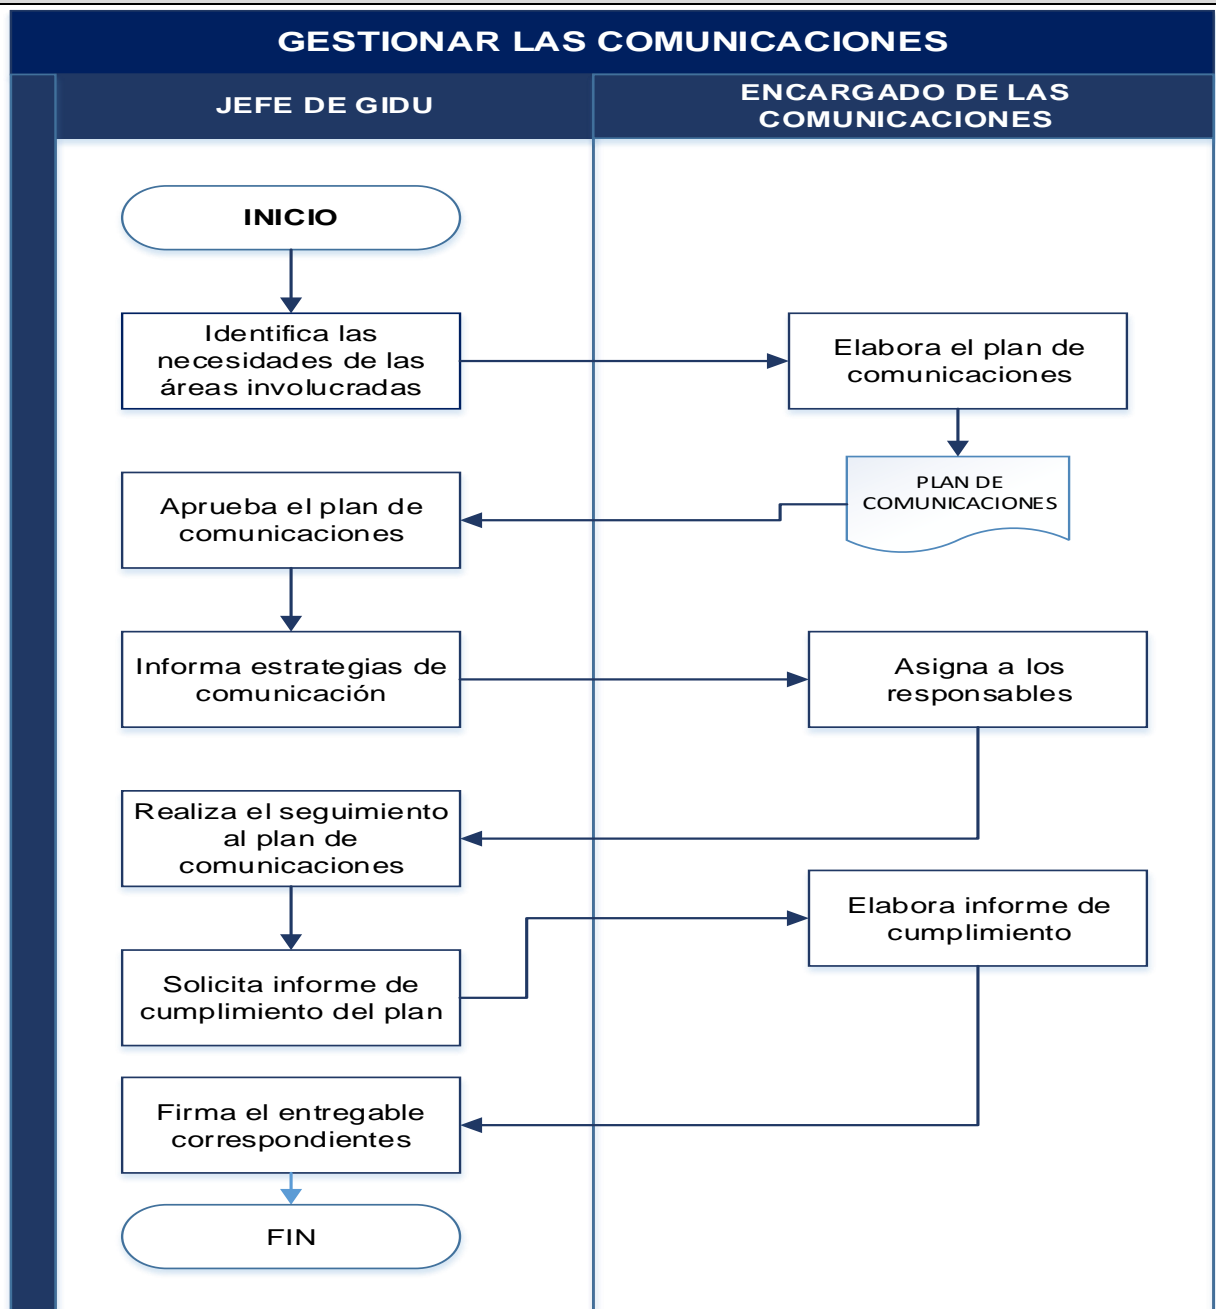 GESTIONAR LAS COMUNICACIONES
JEFE DE GIDU
ENCARGADO DE LAS
COMUNICACIONES
INICIO
Identifica las
necesidades de las
áreas involucradas
Elabora el plan de
comunicaciones
PLAN DE
COMUNICACIONES
Aprueba el plan de
comunicaciones
Informa estrategias de
comunicación
Asigna a los
responsables
Realiza el seguimiento
al plan de
comunicaciones
Solicita informe de
cumplimiento del plan
Elabora informe de
cumplimiento
Firma el entregable
correspondientes
FIN